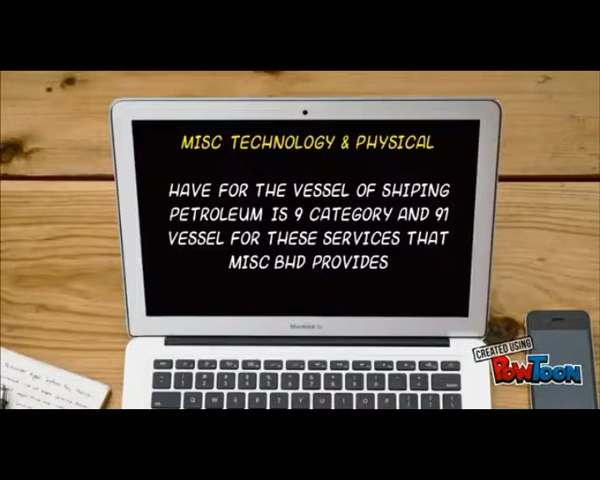 MISC TECHNOLOGY & PHYSICAL
HAVE FOR THE VESSEL OF SHIPING
PETROLEUM IS 9 CATEGORY AND 91
VESSEL FOR THESE SERVICES THAT
MISC BHD PROVIDES
CREATED USING
POWTOON